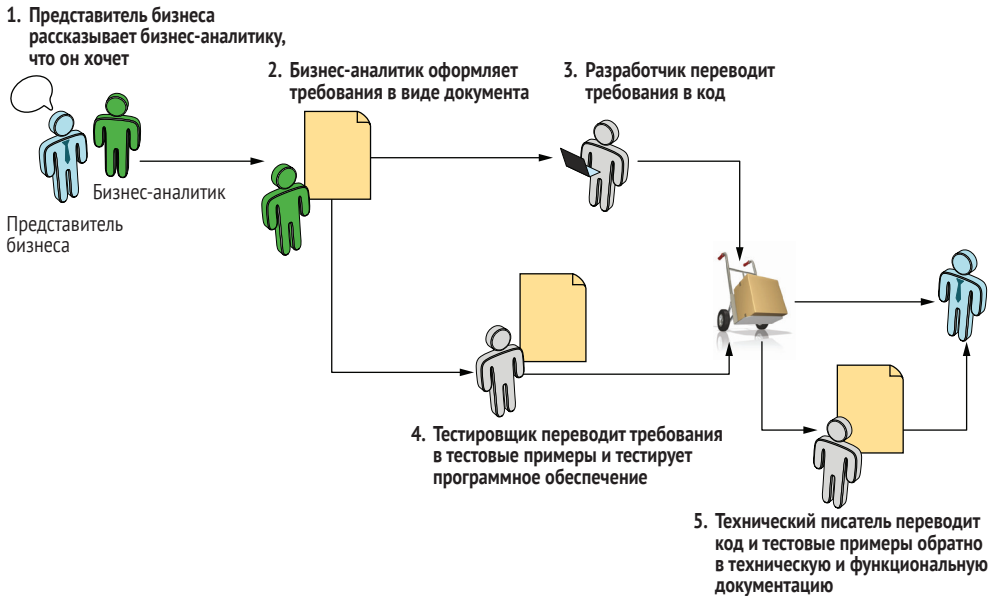 1. Представитель бизнеса
рассказывает бизнес-аналитику,
что он хочет
2. Бизнес-аналитик оформляет
требования в виде документа
3. Разработчик переводит
требования в код
Бизнес-аналитик
Представитель
бизнеса
4. Тестировщик переводит требования
в тестовые примеры и тестирует
программное обеспечение
5. Технический писатель переводит
код и тестовые примеры обратно
в техническую и функциональную
документацию